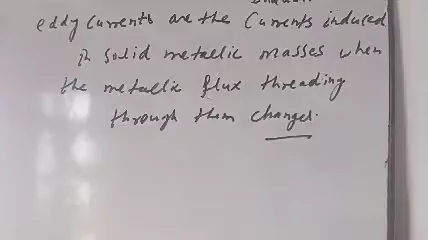 eddy currents are the Currents induced
in solid metallic masses when
the metallic flux threading
through them changes.